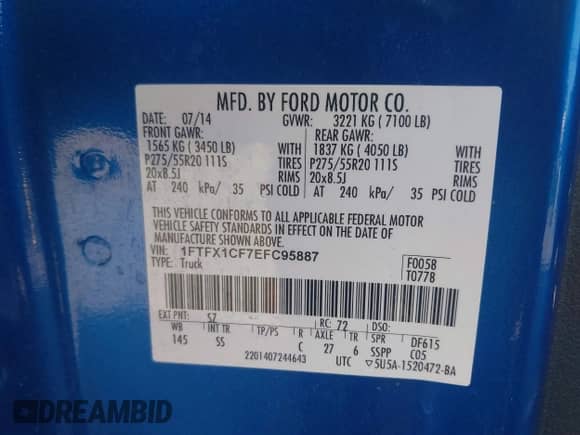 MFD. BY FORD MOTOR CO.
DATE: 07/14 GVWR: 3221 KG ( 7100 LB)
FRONT GAWR: REAR GAWR:
1565 KG ( 3450 LB) WITH 1837 KG ( 4050 LB) WITH
P275/55R20 111S TIRES P275/55R20 111S TIRES
20x8.5J RIMS 20x8.5J RIMS
AT 240 kPa/ 35 PSI COLD AT 240 kPa/ 35 PSI COLD
THIS VEHICLE CONFORMS TO ALL APPLICABLE FEDERAL MOTOR
VEHICLE SAFETY STANDARDS IN EFFECT ON THE DATE OF
MANUFACTURE SHOWN ABOVE.
VIN: 1FTFX1CF7EFC95887 F0058
TYPE: Truck T0778
EXT PNT: SZ RC: 72 DSO:
WB INT TR TP/PS R AXLE TR SPR DF615
145 SS C 27 6 SSPP C05
2201407244643 UTC ▽5U5A-1520472-BA
DREAMBID